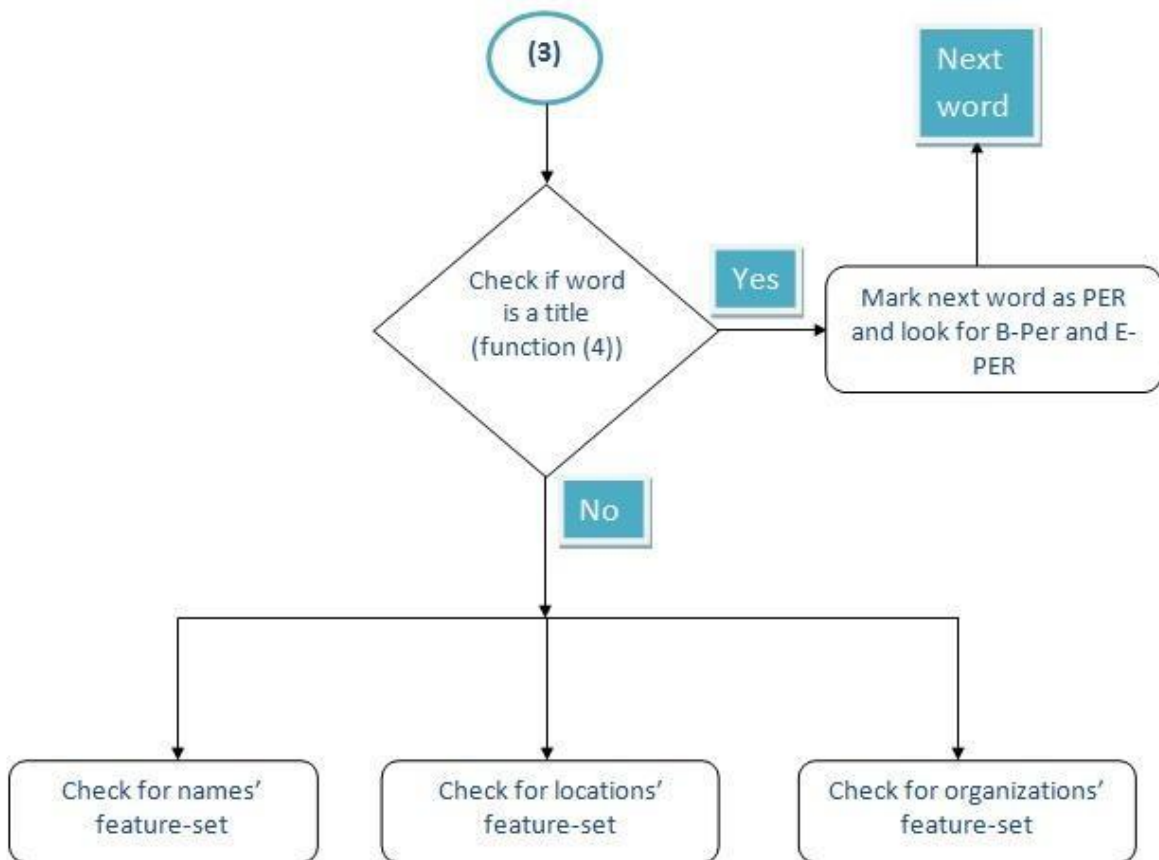 (3)
Next
word
Check if word
is a title
(function (4))
Yes
Mark next word as PER
and look for B-Per and E-
PER
No
Check for names’
feature-set
Check for locations’
feature-set
Check for organizations’
feature-set